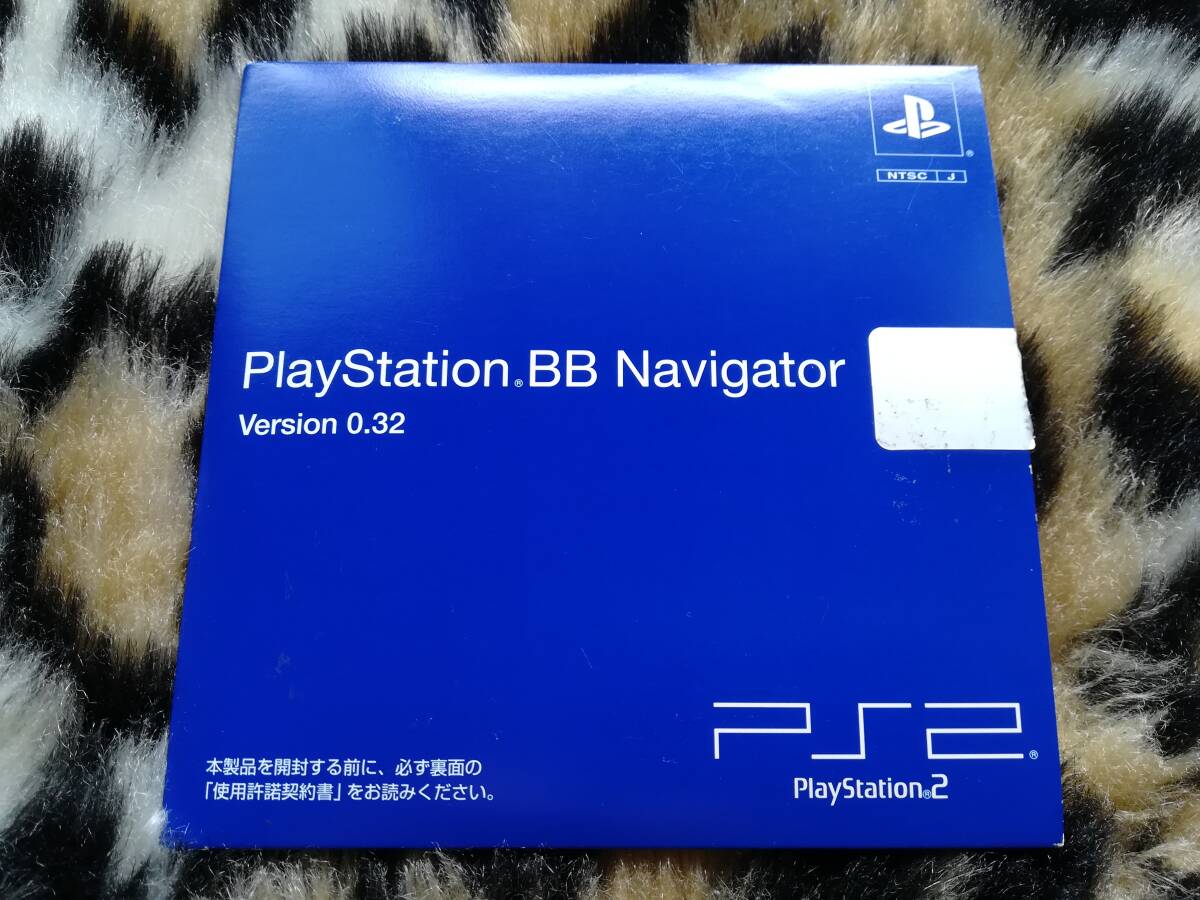 ®
NTSC J
PlayStation®BB Navigator
Version 0.32
本製品を開封する前に、必ず裏面の
「使用許諾契約書」をお読みください。
PS2®
PlayStation®2